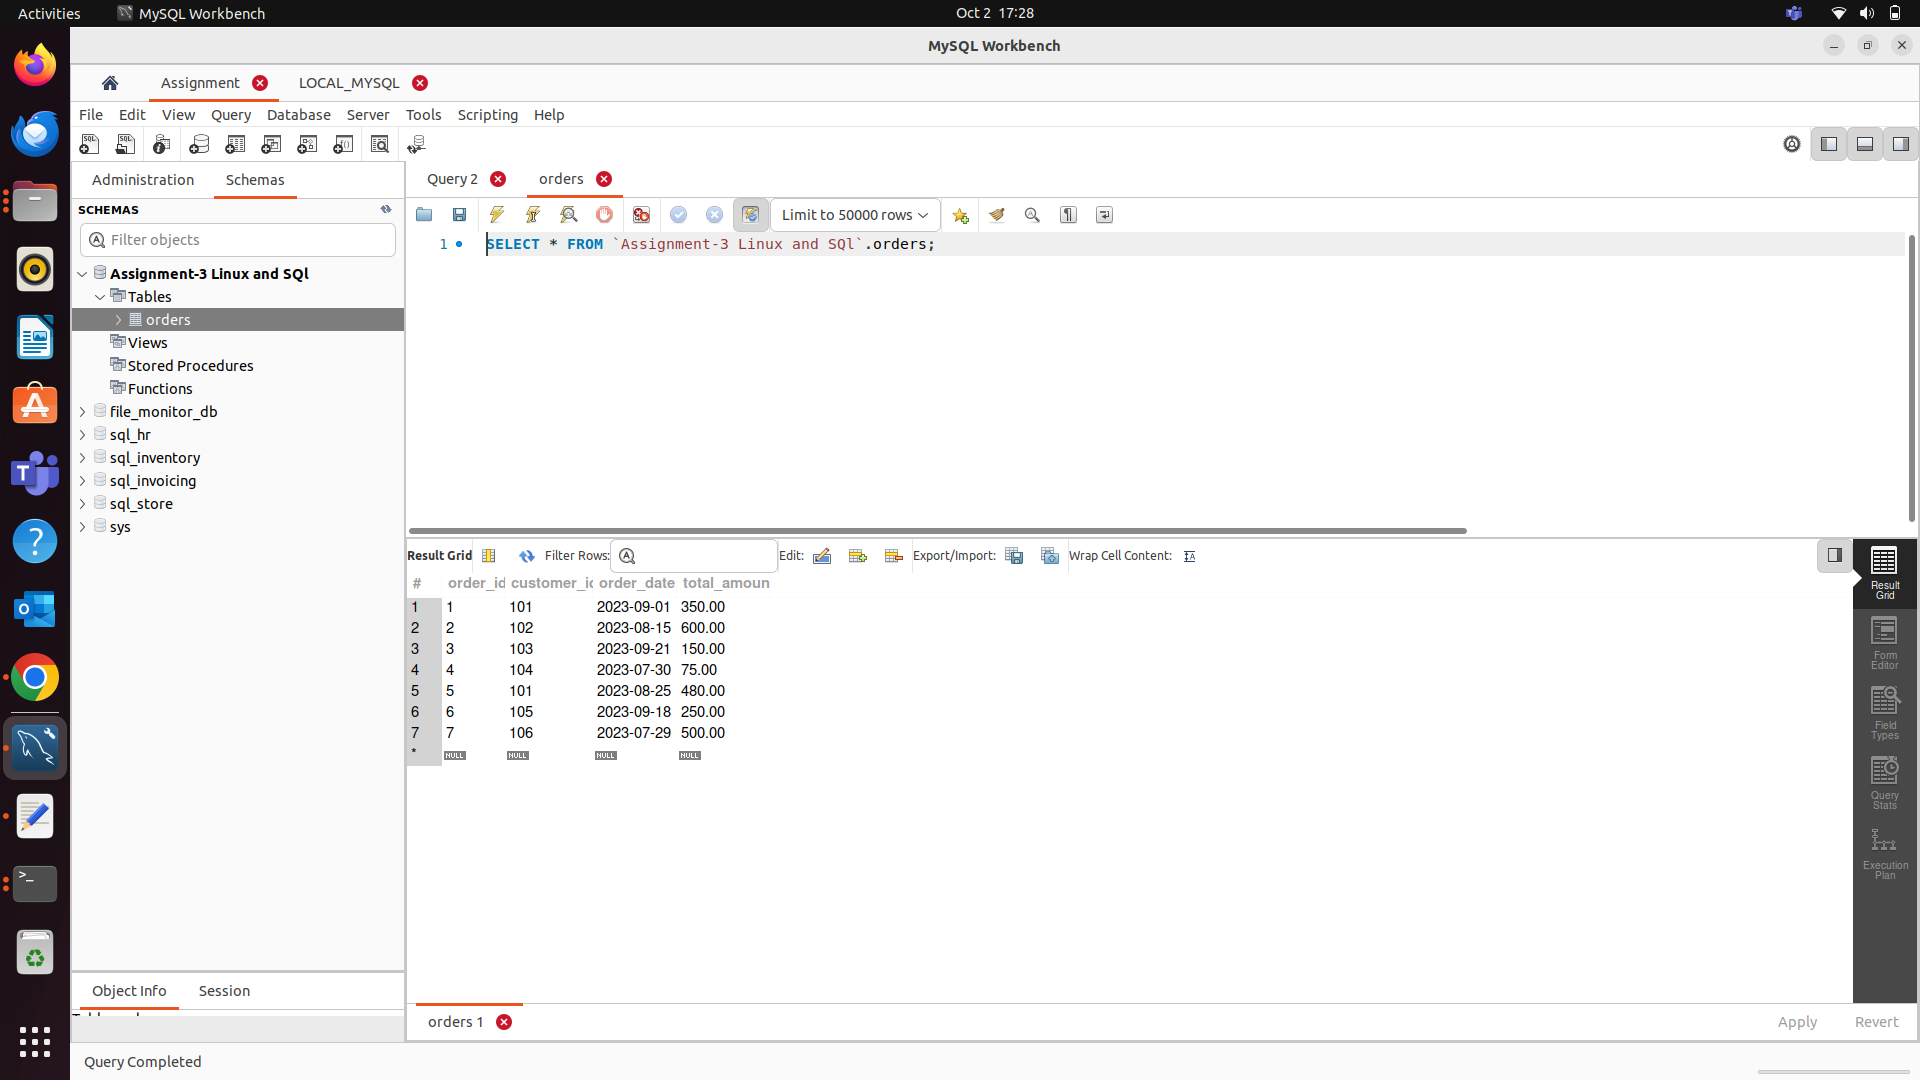 Activities MySQL Workbench Oct 2 17:28
MySQL Workbench
Assignment LOCAL_MYSQL
File Edit View Query Database Server Tools Scripting Help
Administration Schemas
Query 2 orders
SCHEMAS
Limit to 50000 rows
Filter objects
1 SELECT * FROM `Assignment-3 Linux and SQl`.orders;
Assignment-3 Linux and SQl
Tables
orders
Views
Stored Procedures
Functions
file_monitor_db
sql_hr
sql_inventory
sql_invoicing
sql_store
sys
Result Grid Filter Rows: Edit: Export/Import: Wrap Cell Content:
# order_id customer_id order_date total_amoun
1 1 101 2023-09-01 350.00
2 2 102 2023-08-15 600.00
3 3 103 2023-09-21 150.00
4 4 104 2023-07-30 75.00
5 5 101 2023-08-25 480.00
6 6 105 2023-09-18 250.00
7 7 106 2023-07-29 500.00
* NULL NULL NULL NULL
Result
Grid
Form
Editor
Field
Types
Query
Stats
Execution
Plan
Object Info Session
orders 1 Apply Revert
Query Completed